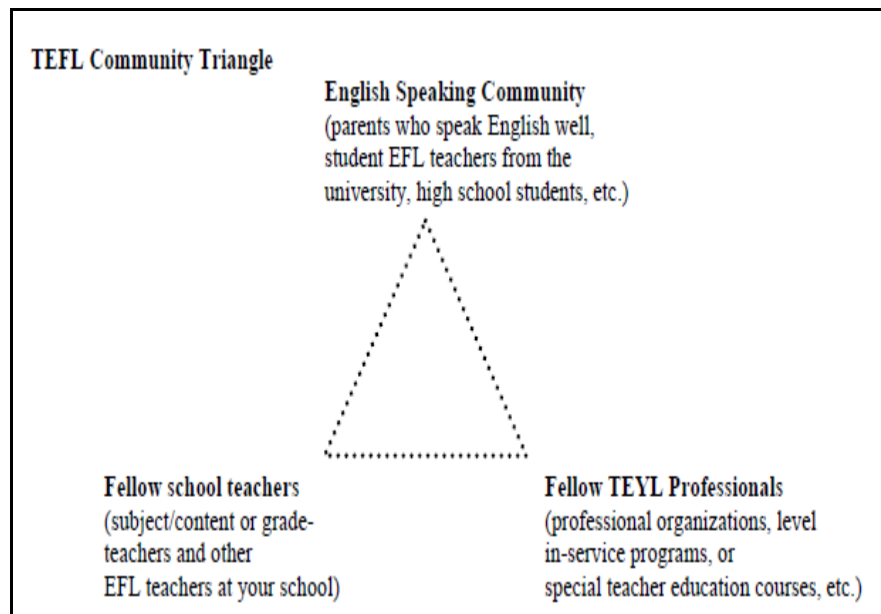 TEFL Community Triangle
English Speaking Community
(parents who speak English well,
student EFL teachers from the
university, high school students, etc.)
Fellow school teachers
(subject/content or grade-
teachers and other
EFL teachers at your school)
Fellow TEYL Professionals
(professional organizations, level
in-service programs, or
special teacher education courses, etc.)